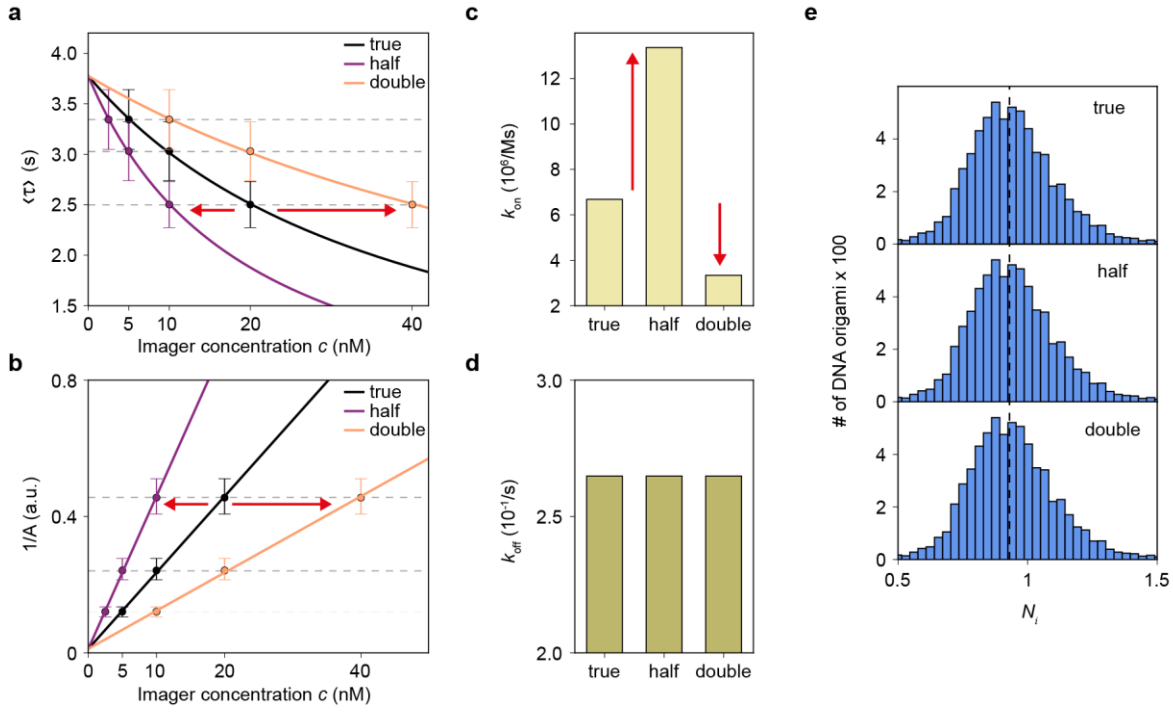 a
true
half
double
4.0
3.5
3.0
2.5
2.0
1.5
⟨τ⟩ (s)
0 5 10 20 40
Imager concentration c (nM)
b
true
half
double
0.8
0.4
0
1/A (a.u.)
0 5 10 20 40
Imager concentration c (nM)
c
12
10
8
6
4
2
kon (10⁶/Ms)
true half double
d
3.0
2.5
2.0
koff (10⁻¹/s)
true half double
e
true
4
2
0
half
4
2
0
double
4
2
0
# of DNA origami x 100
0.5 1 1.5
Ni